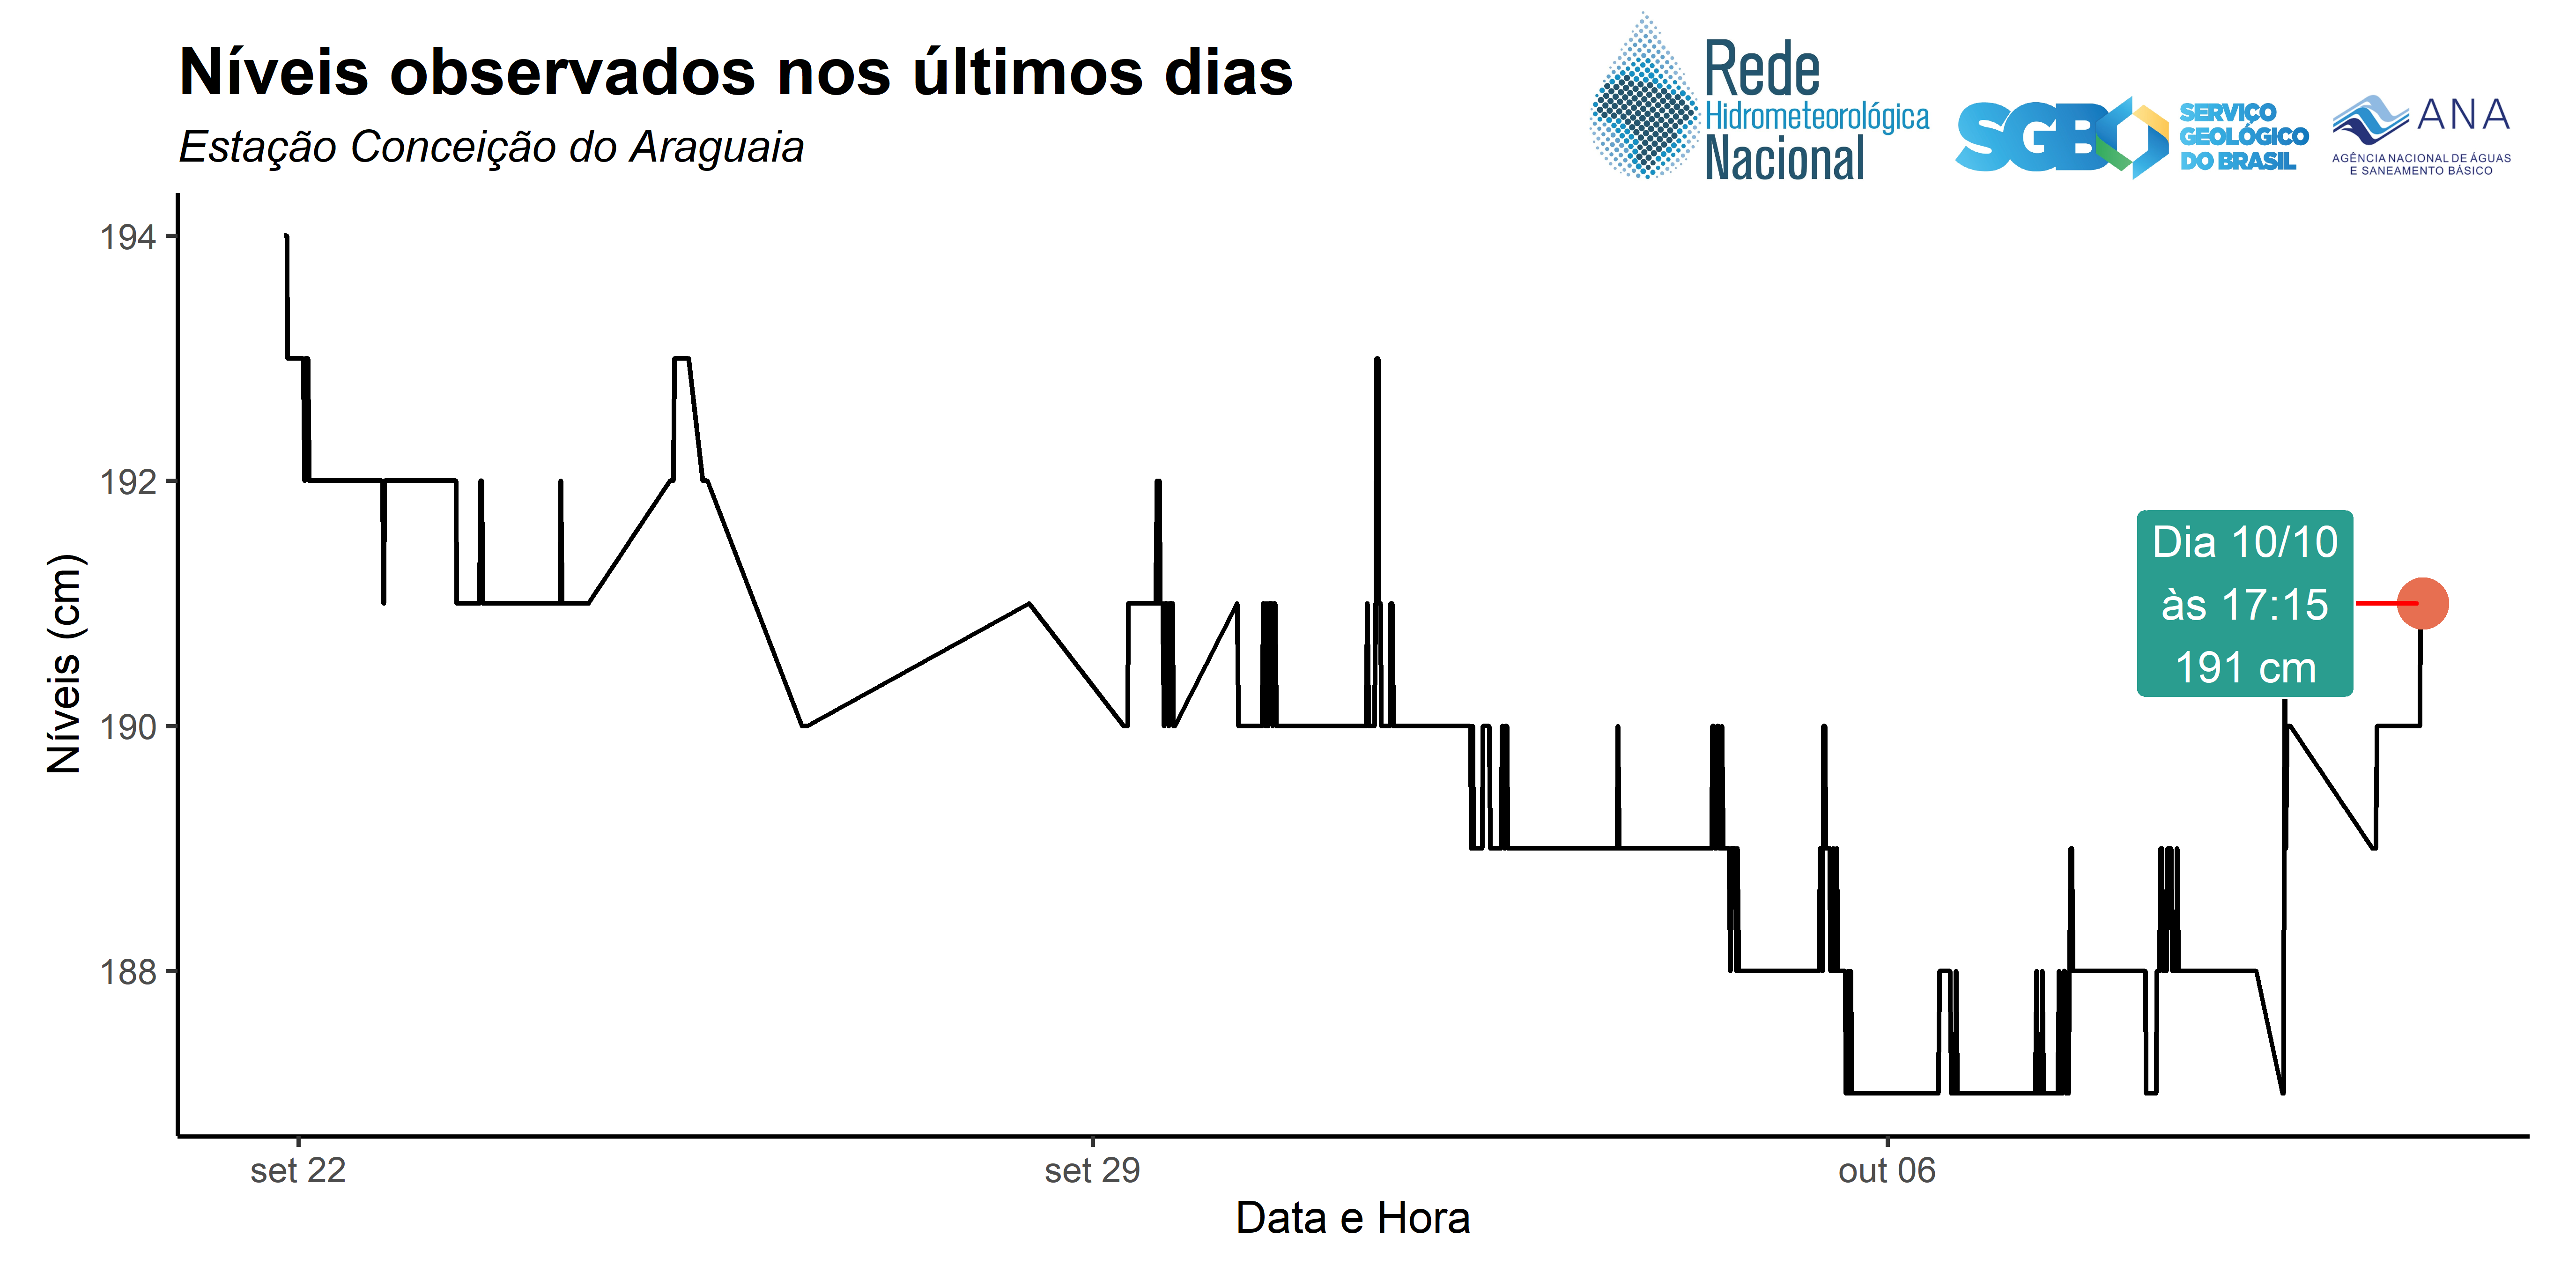 Níveis observados nos últimos dias
Estação Conceição do Araguaia
Rede
Hidrometeorológica
Nacional
SGB
SERVIÇO
GEOLÓGICO
DO BRASIL
ANA
AGÊNCIA NACIONAL DE ÁGUAS
E SANEAMENTO BÁSICO
194
192
190
188
Níveis (cm)
Dia 10/10
às 17:15
191 cm
set 22
set 29
out 06
Data e Hora